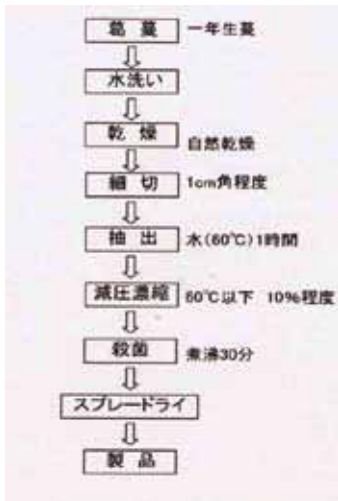 葛 蔓 一年生蔓
水洗い
乾 燥 自然乾燥
細 切 1cm角程度
抽 出 水(60℃)1時間
減圧濃縮 60℃以下 10%程度
殺菌 煮沸30分
スプレードライ
製 品